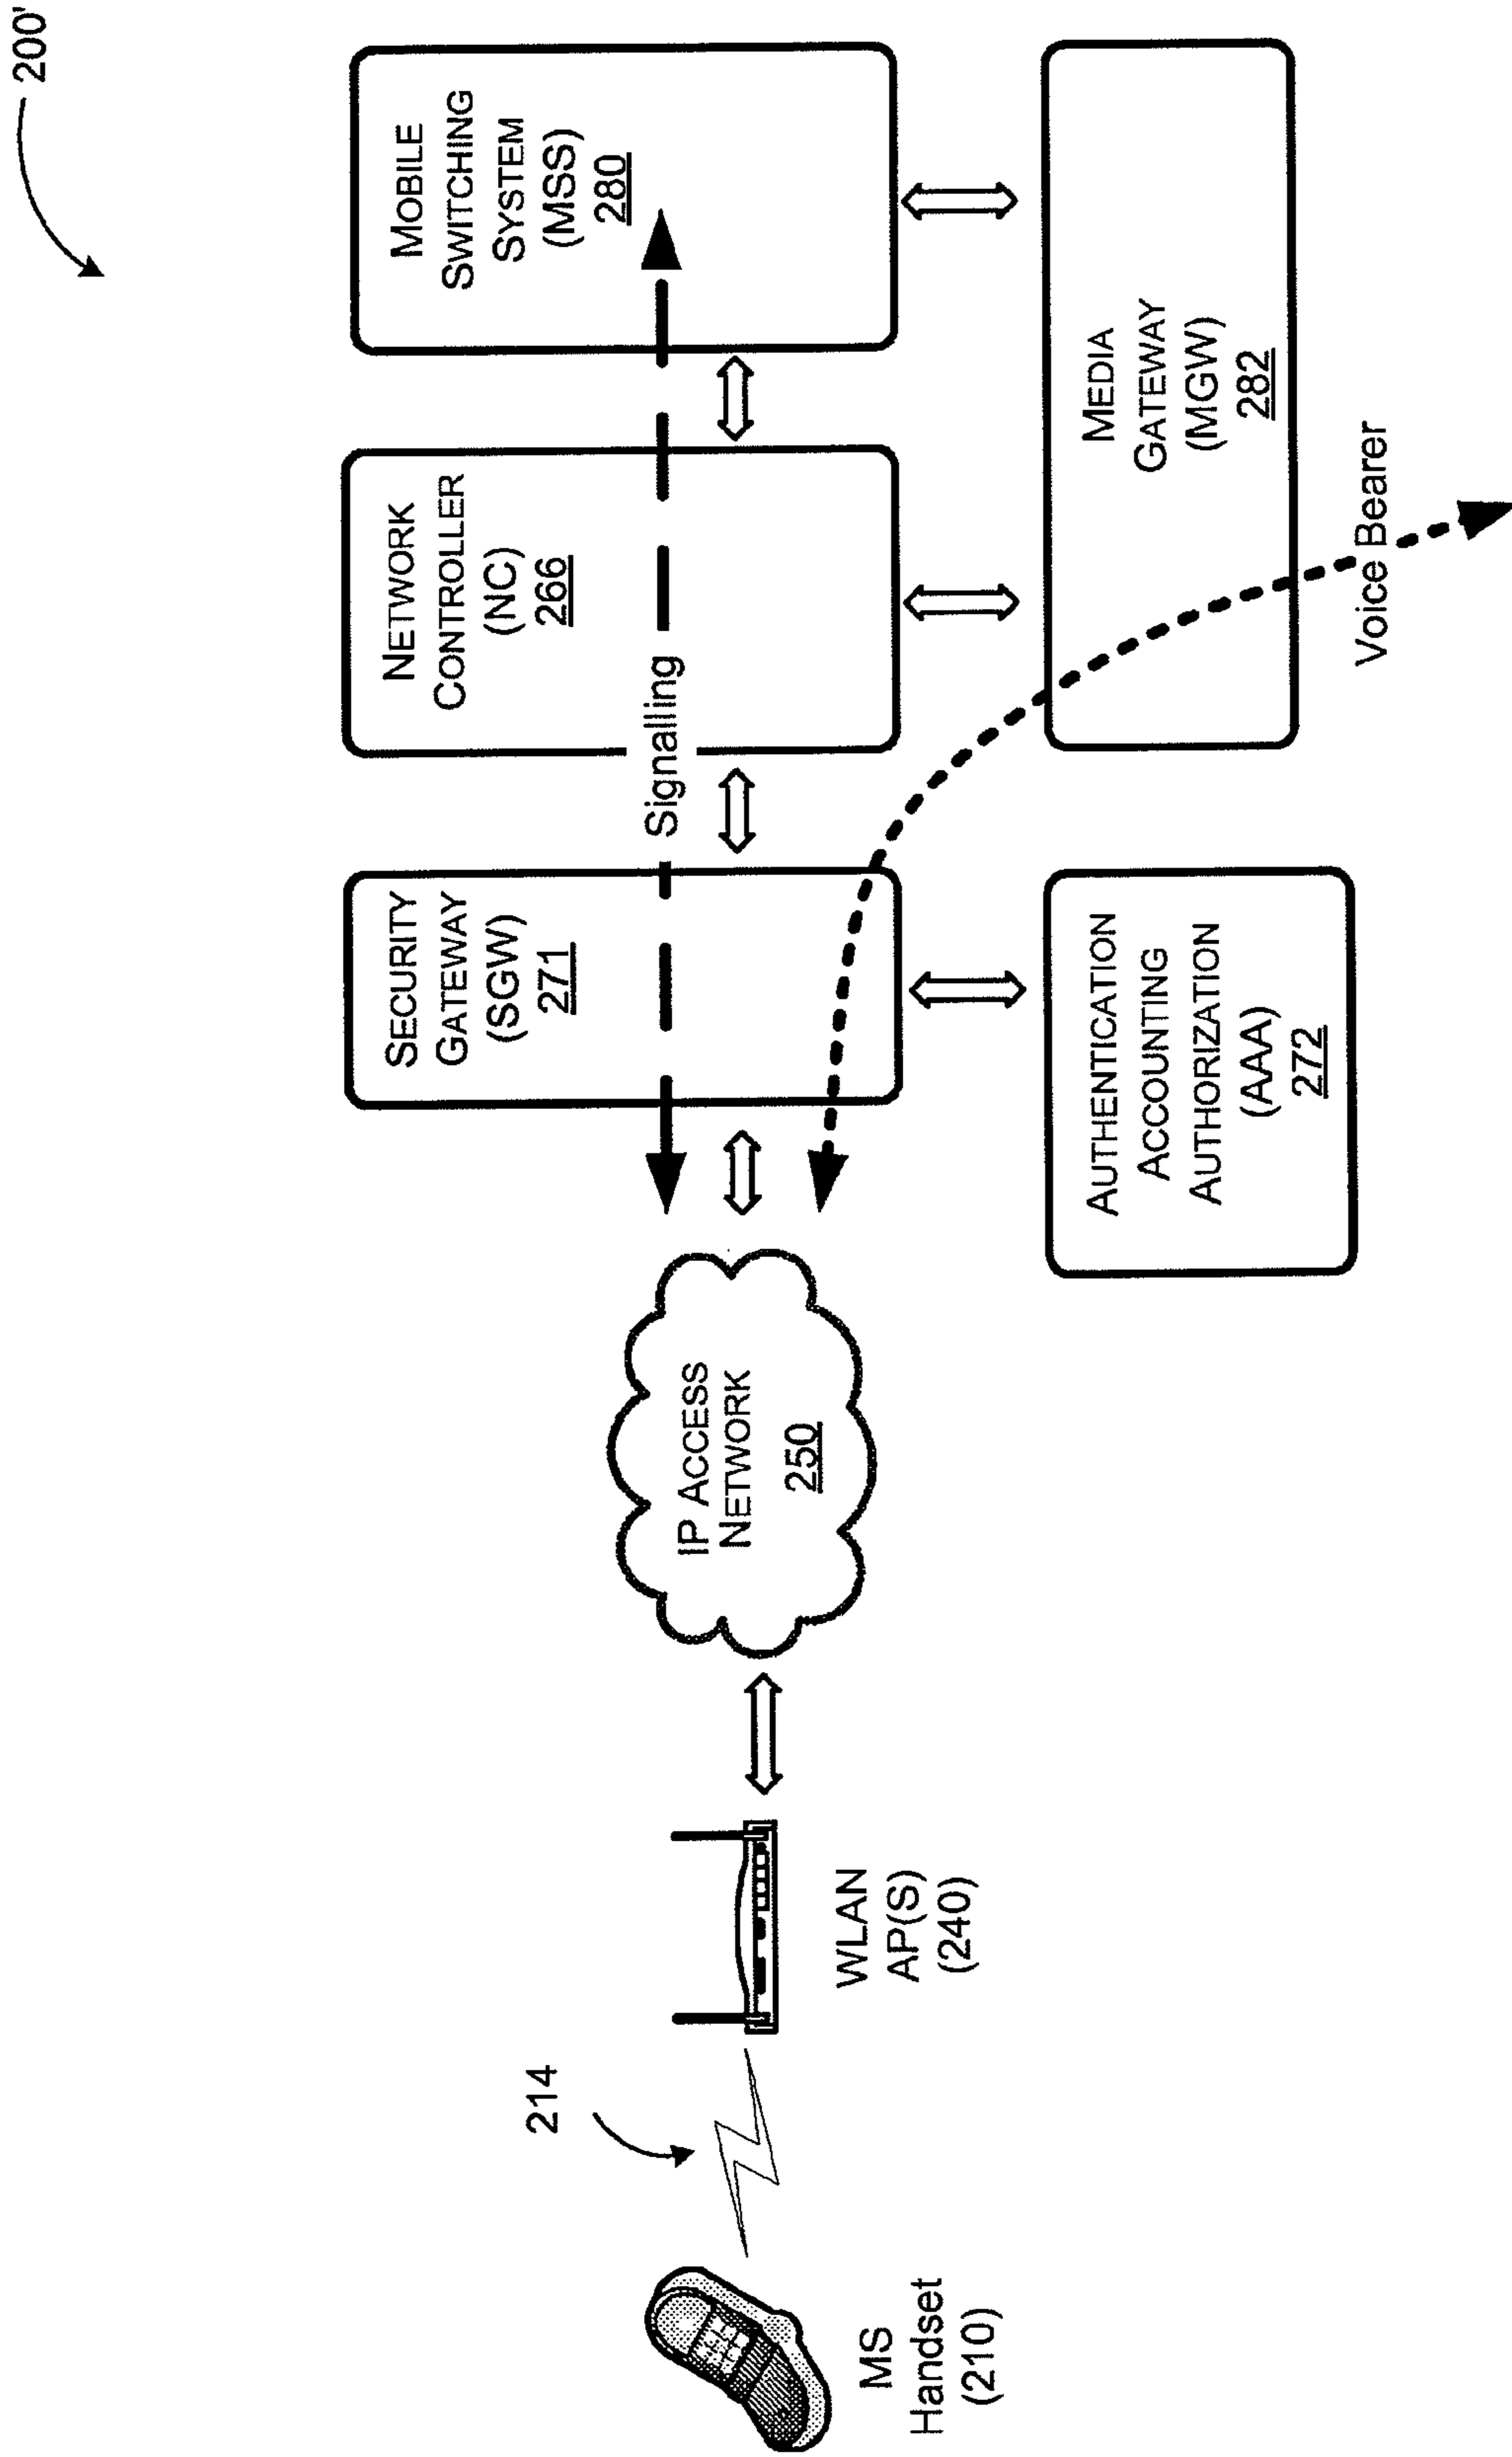 200'
MOBILE
SWITCHING
SYSTEM
(MSS)
280
NETWORK
CONTROLLER
(NC)
266
SECURITY
GATEWAY
(SGW)
271
Signalling
MEDIA
GATEWAY
(MGW)
282
Voice Bearer
AUTHENTICATION
ACCOUNTING
AUTHORIZATION
(AAA)
272
IP ACCESS
NETWORK
250
WLAN
AP(S)
(240)
214
MS
Handset
(210)